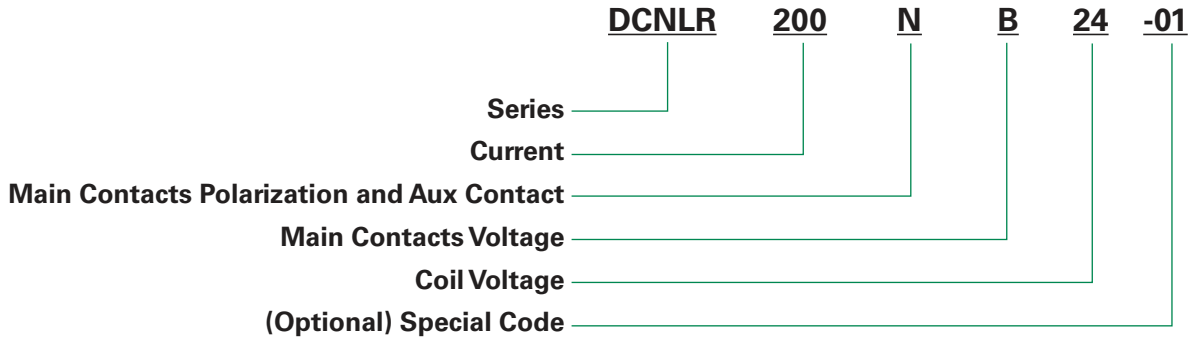 DCNLR 200 N B 24 -01
Series
Current
Main Contacts Polarization and Aux Contact
Main Contacts Voltage
Coil Voltage
(Optional) Special Code